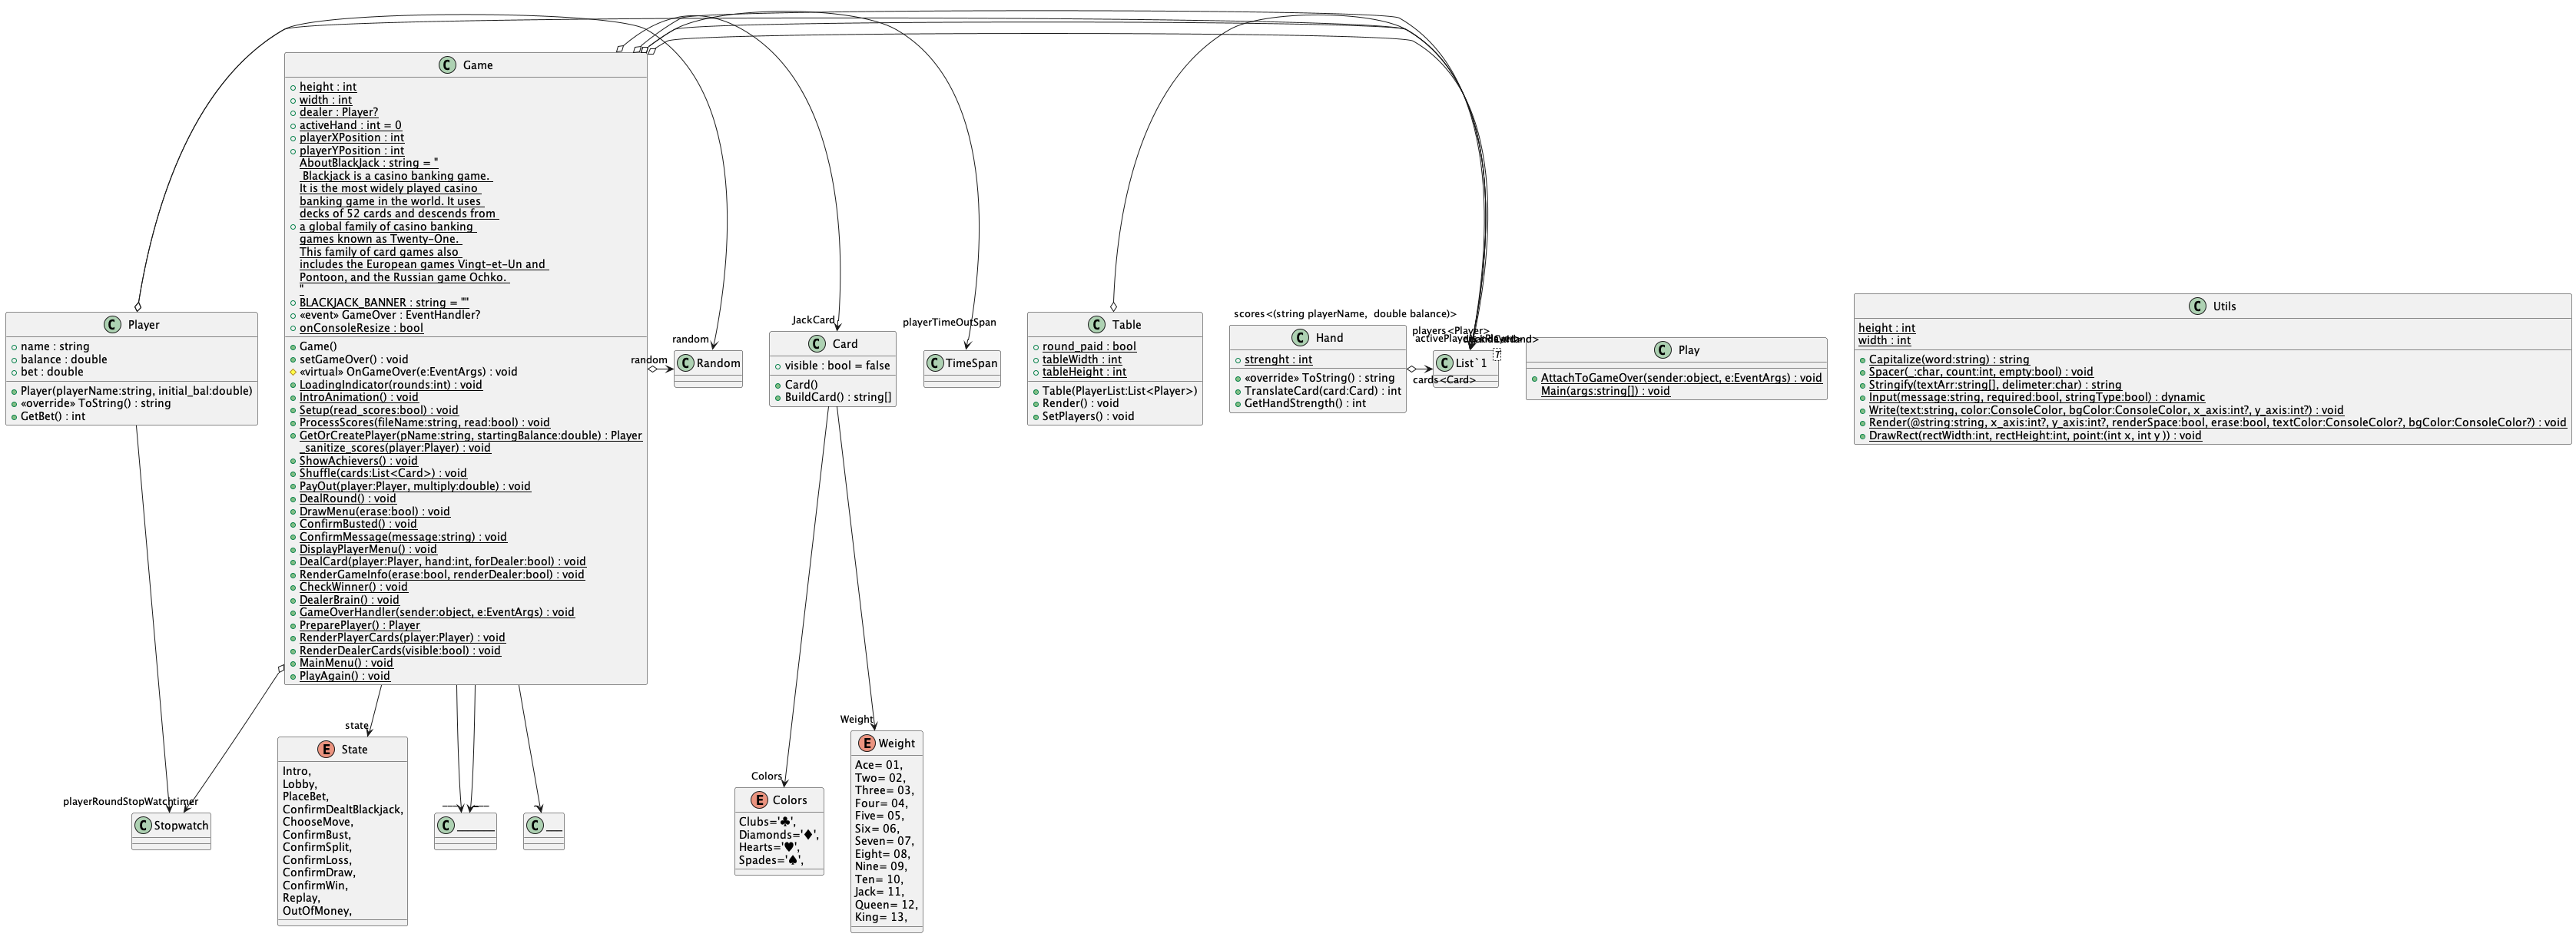 C Game
height : int
width : int
dealer : Player?
activeHand : int = 0
playerXPosition : int
playerYPosition : int
AboutBlackJack : string = "
Blackjack is a casino banking game.
It is the most widely played casino
banking game in the world. It uses
decks of 52 cards and descends from
a global family of casino banking
games known as Twenty-One.
This family of card games also
includes the European games Vingt-et-Un and
Pontoon, and the Russian game Ochko.
"
BLACKJACK_BANNER : string = ""
«event» GameOver : EventHandler?
onConsoleResize : bool
Game()
setGameOver() : void
«virtual» OnGameOver(e:EventArgs) : void
LoadingIndicator(rounds:int) : void
IntroAnimation() : void
Setup(read_scores:bool) : void
ProcessScores(fileName:string, read:bool) : void
GetOrCreatePlayer(pName:string, startingBalance:double) : Player
_sanitize_scores(player:Player) : void
ShowAchievers() : void
Shuffle(cards:List<Card>) : void
PayOut(player:Player, multiply:double) : void
DealRound() : void
DrawMenu(erase:bool) : void
ConfirmBusted() : void
ConfirmMessage(message:string) : void
DisplayPlayerMenu() : void
DealCard(player:Player, hand:int, forDealer:bool) : void
RenderGameInfo(erase:bool, renderDealer:bool) : void
CheckWinner() : void
DealerBrain() : void
GameOverHandler(sender:object, e:EventArgs) : void
PreparePlayer() : Player
RenderPlayerCards(player:Player) : void
RenderDealerCards(visible:bool) : void
MainMenu() : void
PlayAgain() : void
C Player
name : string
balance : double
bet : double
Player(playerName:string, initial_bal:double)
«override» ToString() : string
GetBet() : int
random
random
C Random
JackCard
C Card
visible : bool = false
Card()
BuildCard() : string[]
playerTimeOutSpan
C TimeSpan
C Table
round_paid : bool
tableWidth : int
tableHeight : int
Table(PlayerList:List<Player>)
Render() : void
SetPlayers() : void
scores<(string playerName, double balance)>
C Hand
strenght : int
«override» ToString() : string
TranslateCard(card:Card) : int
GetHandStrength() : int
players<Player>
C List`1
T
cards<Card>
C Play
AttachToGameOver(sender:object, e:EventArgs) : void
Main(args:string[]) : void
C Utils
height : int
width : int
Capitalize(word:string) : string
Spacer(_:char, count:int, empty:bool) : void
Stringify(textArr:string[], delimeter:char) : string
Input(message:string, required:bool, stringType:bool) : dynamic
Write(text:string, color:ConsoleColor, bgColor:ConsoleColor, x_axis:int?, y_axis:int?) : void
Render(@string:string, x_axis:int?, y_axis:int?, renderSpace:bool, erase:bool, textColor:ConsoleColor?, bgColor:ConsoleColor?) : void
DrawRect(rectWidth:int, rectHeight:int, point:(int x, int y )) : void
playerRoundStopWatch
timer
C Stopwatch
state
E State
Intro,
Lobby,
PlaceBet,
ConfirmDealtBlackjack,
ChooseMove,
ConfirmBust,
ConfirmSplit,
ConfirmLoss,
ConfirmDraw,
ConfirmWin,
Replay,
OutOfMoney,
C _______
C ___
Colors
E Colors
Clubs='♣',
Diamonds='♦',
Hearts='♥',
Spades='♠',
Weight
E Weight
Ace= 01,
Two= 02,
Three= 03,
Four= 04,
Five= 05,
Six= 06,
Seven= 07,
Eight= 08,
Nine= 09,
Ten= 10,
Jack= 11,
Queen= 12,
King= 13,